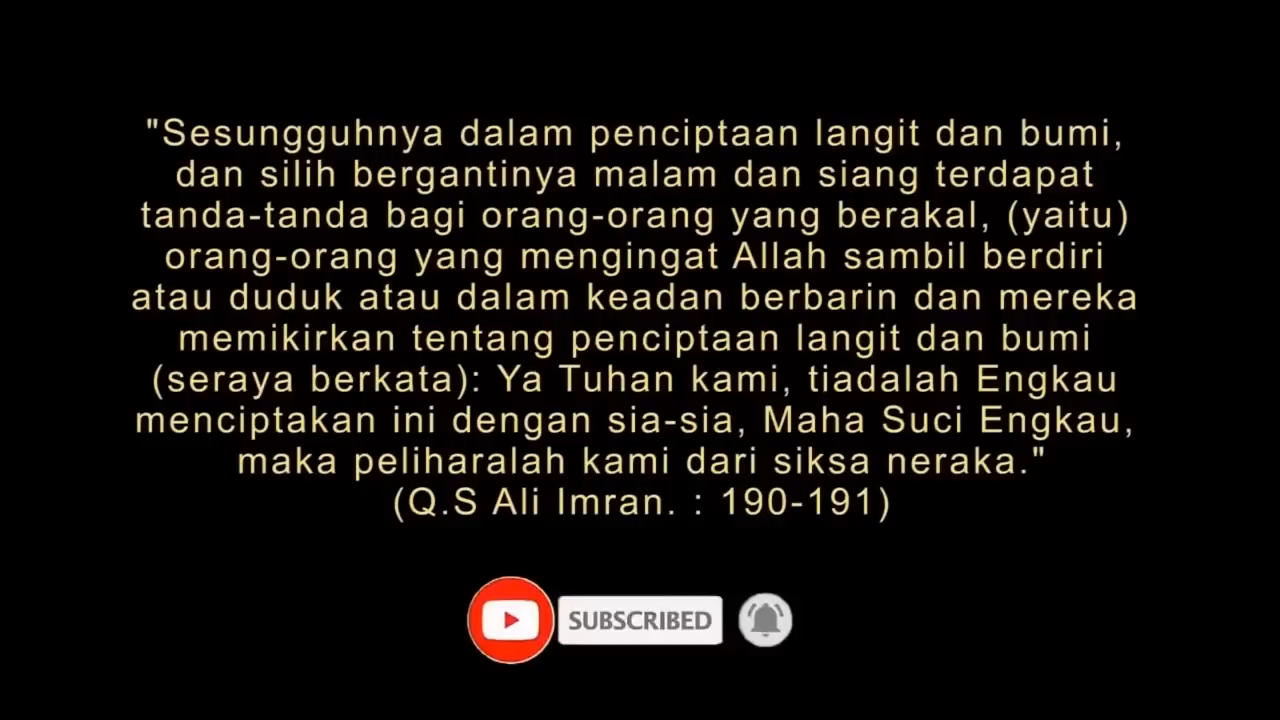 "Sesungguhnya dalam penciptaan langit dan bumi,
dan silih bergantinya malam dan siang terdapat
tanda-tanda bagi orang-orang yang berakal, (yaitu)
orang-orang yang mengingat Allah sambil berdiri
atau duduk atau dalam keadan berbarin dan mereka
memikirkan tentang penciptaan langit dan bumi
(seraya berkata): Ya Tuhan kami, tiadalah Engkau
menciptakan ini dengan sia-sia, Maha Suci Engkau,
maka peliharalah kami dari siksa neraka."
(Q.S Ali Imran. : 190-191)
SUBSCRIBED